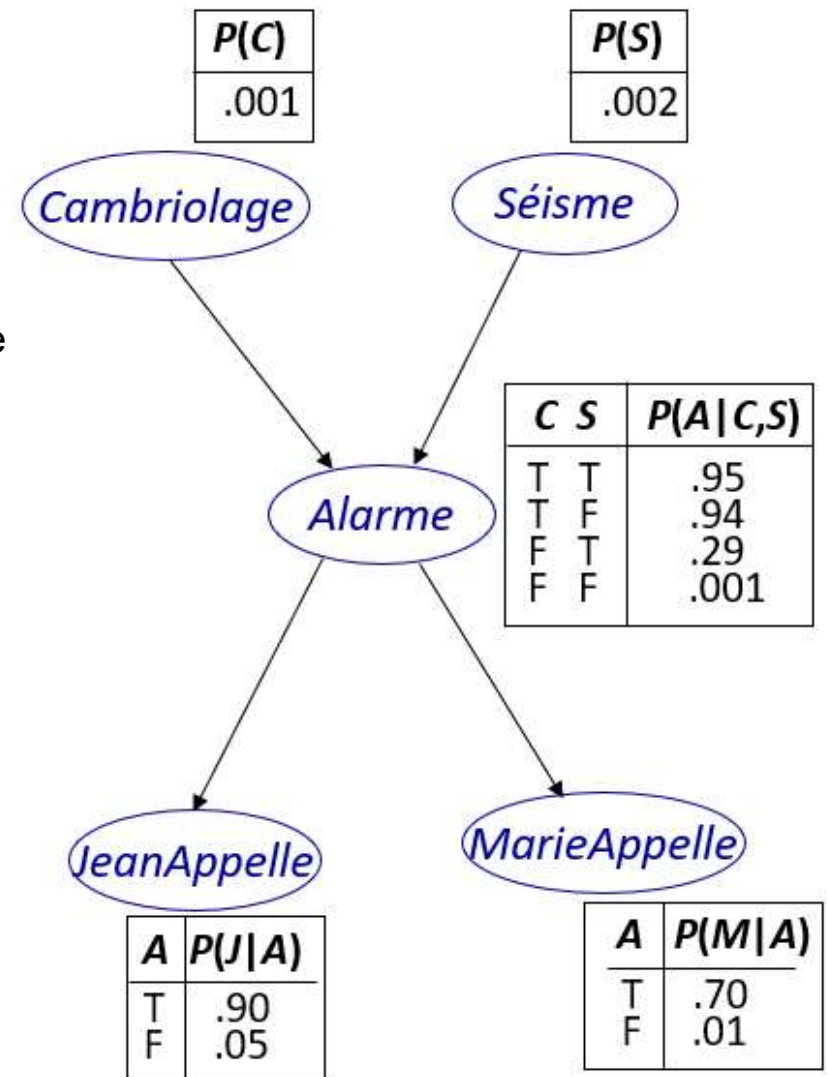 P(C)
.001
P(S)
.002
Cambriolage
Séisme
e
C S P(A|C,S)
T T .95
T F .94
F T .29
F F .001
Alarme
JeanAppelle
MarieAppelle
A P(J|A)
T .90
F .05
A P(M|A)
T .70
F .01